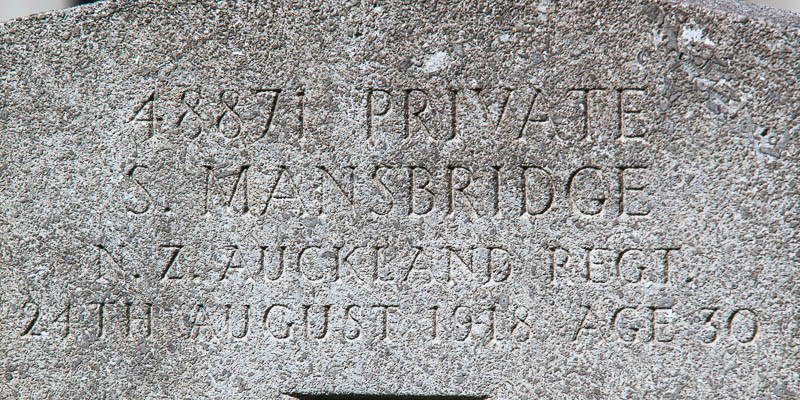 48871 PRIVATE
S. MANSBRIDGE
N.Z. AUCKLAND REGT.
24TH AUGUST 1918 AGE 30